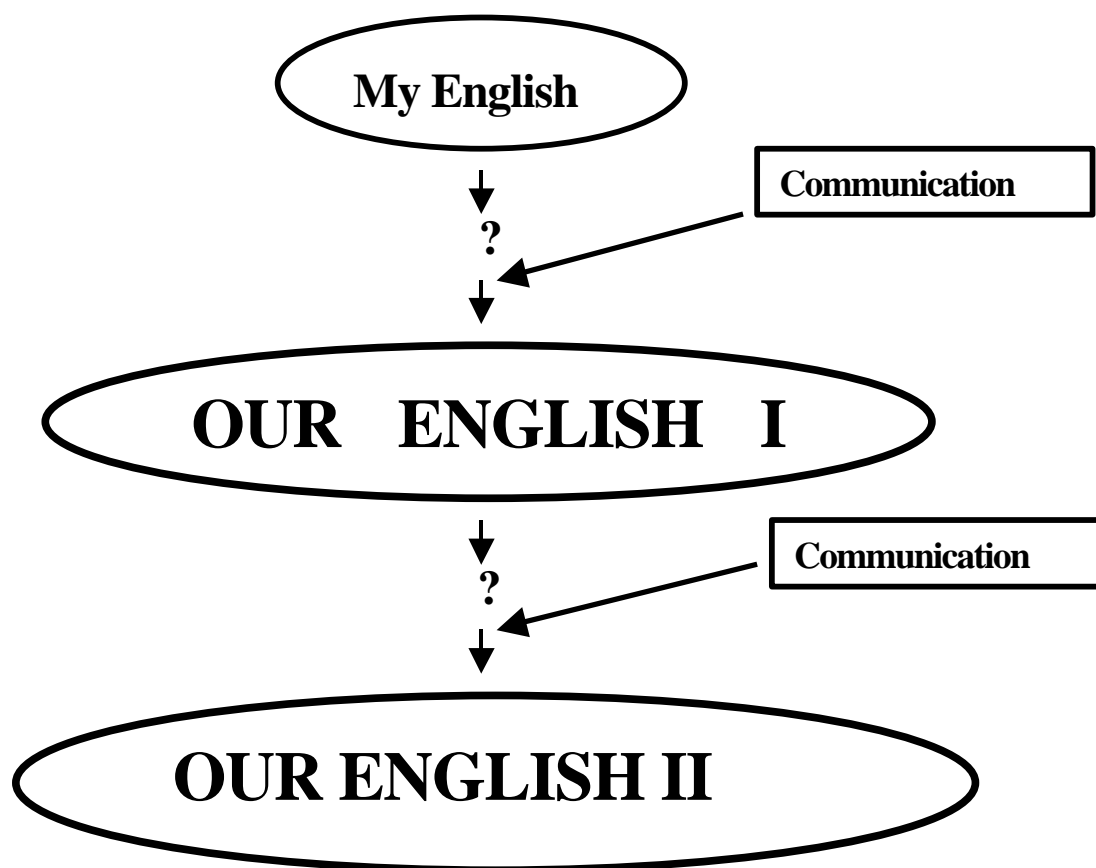 My English
Communication
?
OUR ENGLISH I
Communication
?
OUR ENGLISH II